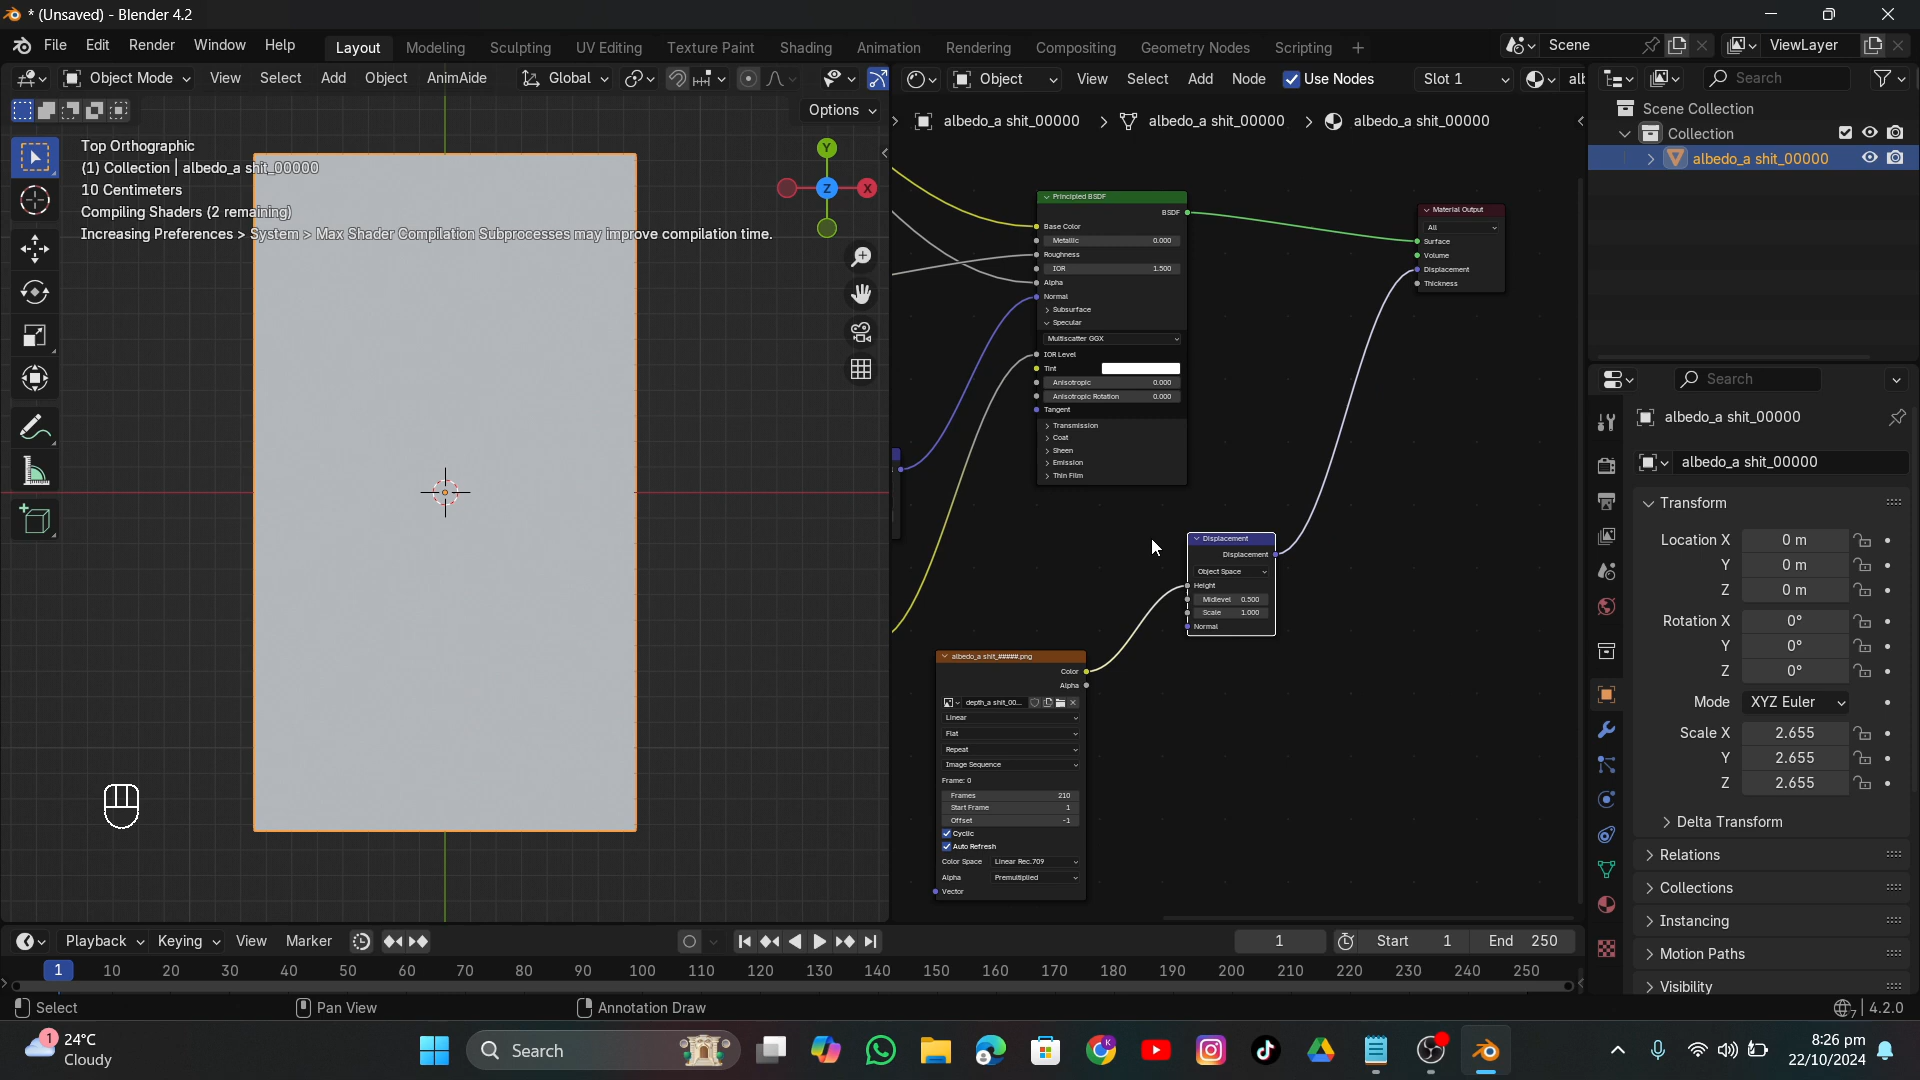 * (Unsaved) - Blender 4.2
File Edit Render Window Help Layout Modeling Sculpting UV Editing Texture Paint Shading Animation Rendering Compositing Geometry Nodes Scripting + Scene ViewLayer
Object Mode View Select Add Object AnimAide Global
Object View Select Add Node Use Nodes Slot 1 alt
Search
Options
albedo_a shit_00000 > albedo_a shit_00000 > albedo_a shit_00000
Scene Collection
Collection
albedo_a shit_00000
Top Orthographic
(1) Collection | albedo_a shit_00000
10 Centimeters
Compiling Shaders (2 remaining)
Increasing Preferences > System > Max Shader Compilation Subprocesses may improve compilation time.
Y
Z
X
Principled BSDF
BSDF
Base Color
Metallic 0.000
Roughness
IOR 1.500
Alpha
Normal
Subsurface
Specular
Multiscatter GGX
IOR Level
Tint
Anisotropic 0.000
Anisotropic Rotation 0.000
Tangent
Transmission
Coat
Sheen
Emission
Thin Film
Material Output
All
Surface
Volume
Displacement
Thickness
Displacement
Displacement
Object Space
Height
Midlevel 0.500
Scale 1.000
Normal
albedo_a shit_#####.png
Color
Alpha
depth_a shit_00...
Linear
Flat
Repeat
Image Sequence
Frame: 0
Frames 210
Start Frame 1
Offset -1
Cyclic
Auto Refresh
Color Space Linear Rec.709
Alpha Premultiplied
Vector
Search
albedo_a shit_00000
albedo_a shit_00000
Transform
Location X 0 m
Y 0 m
Z 0 m
Rotation X 0°
Y 0°
Z 0°
Mode XYZ Euler
Scale X 2.655
Y 2.655
Z 2.655
Delta Transform
Relations
Collections
Instancing
Motion Paths
Visibility
Playback Keying View Marker 1 Start 1 End 250
1 10 20 30 40 50 60 70 80 90 100 110 120 130 140 150 160 170 180 190 200 210 220 230 240 250
Select Pan View Annotation Draw 7 4.2.0
1 24°C
Cloudy
Search
8:26 pm
22/10/2024